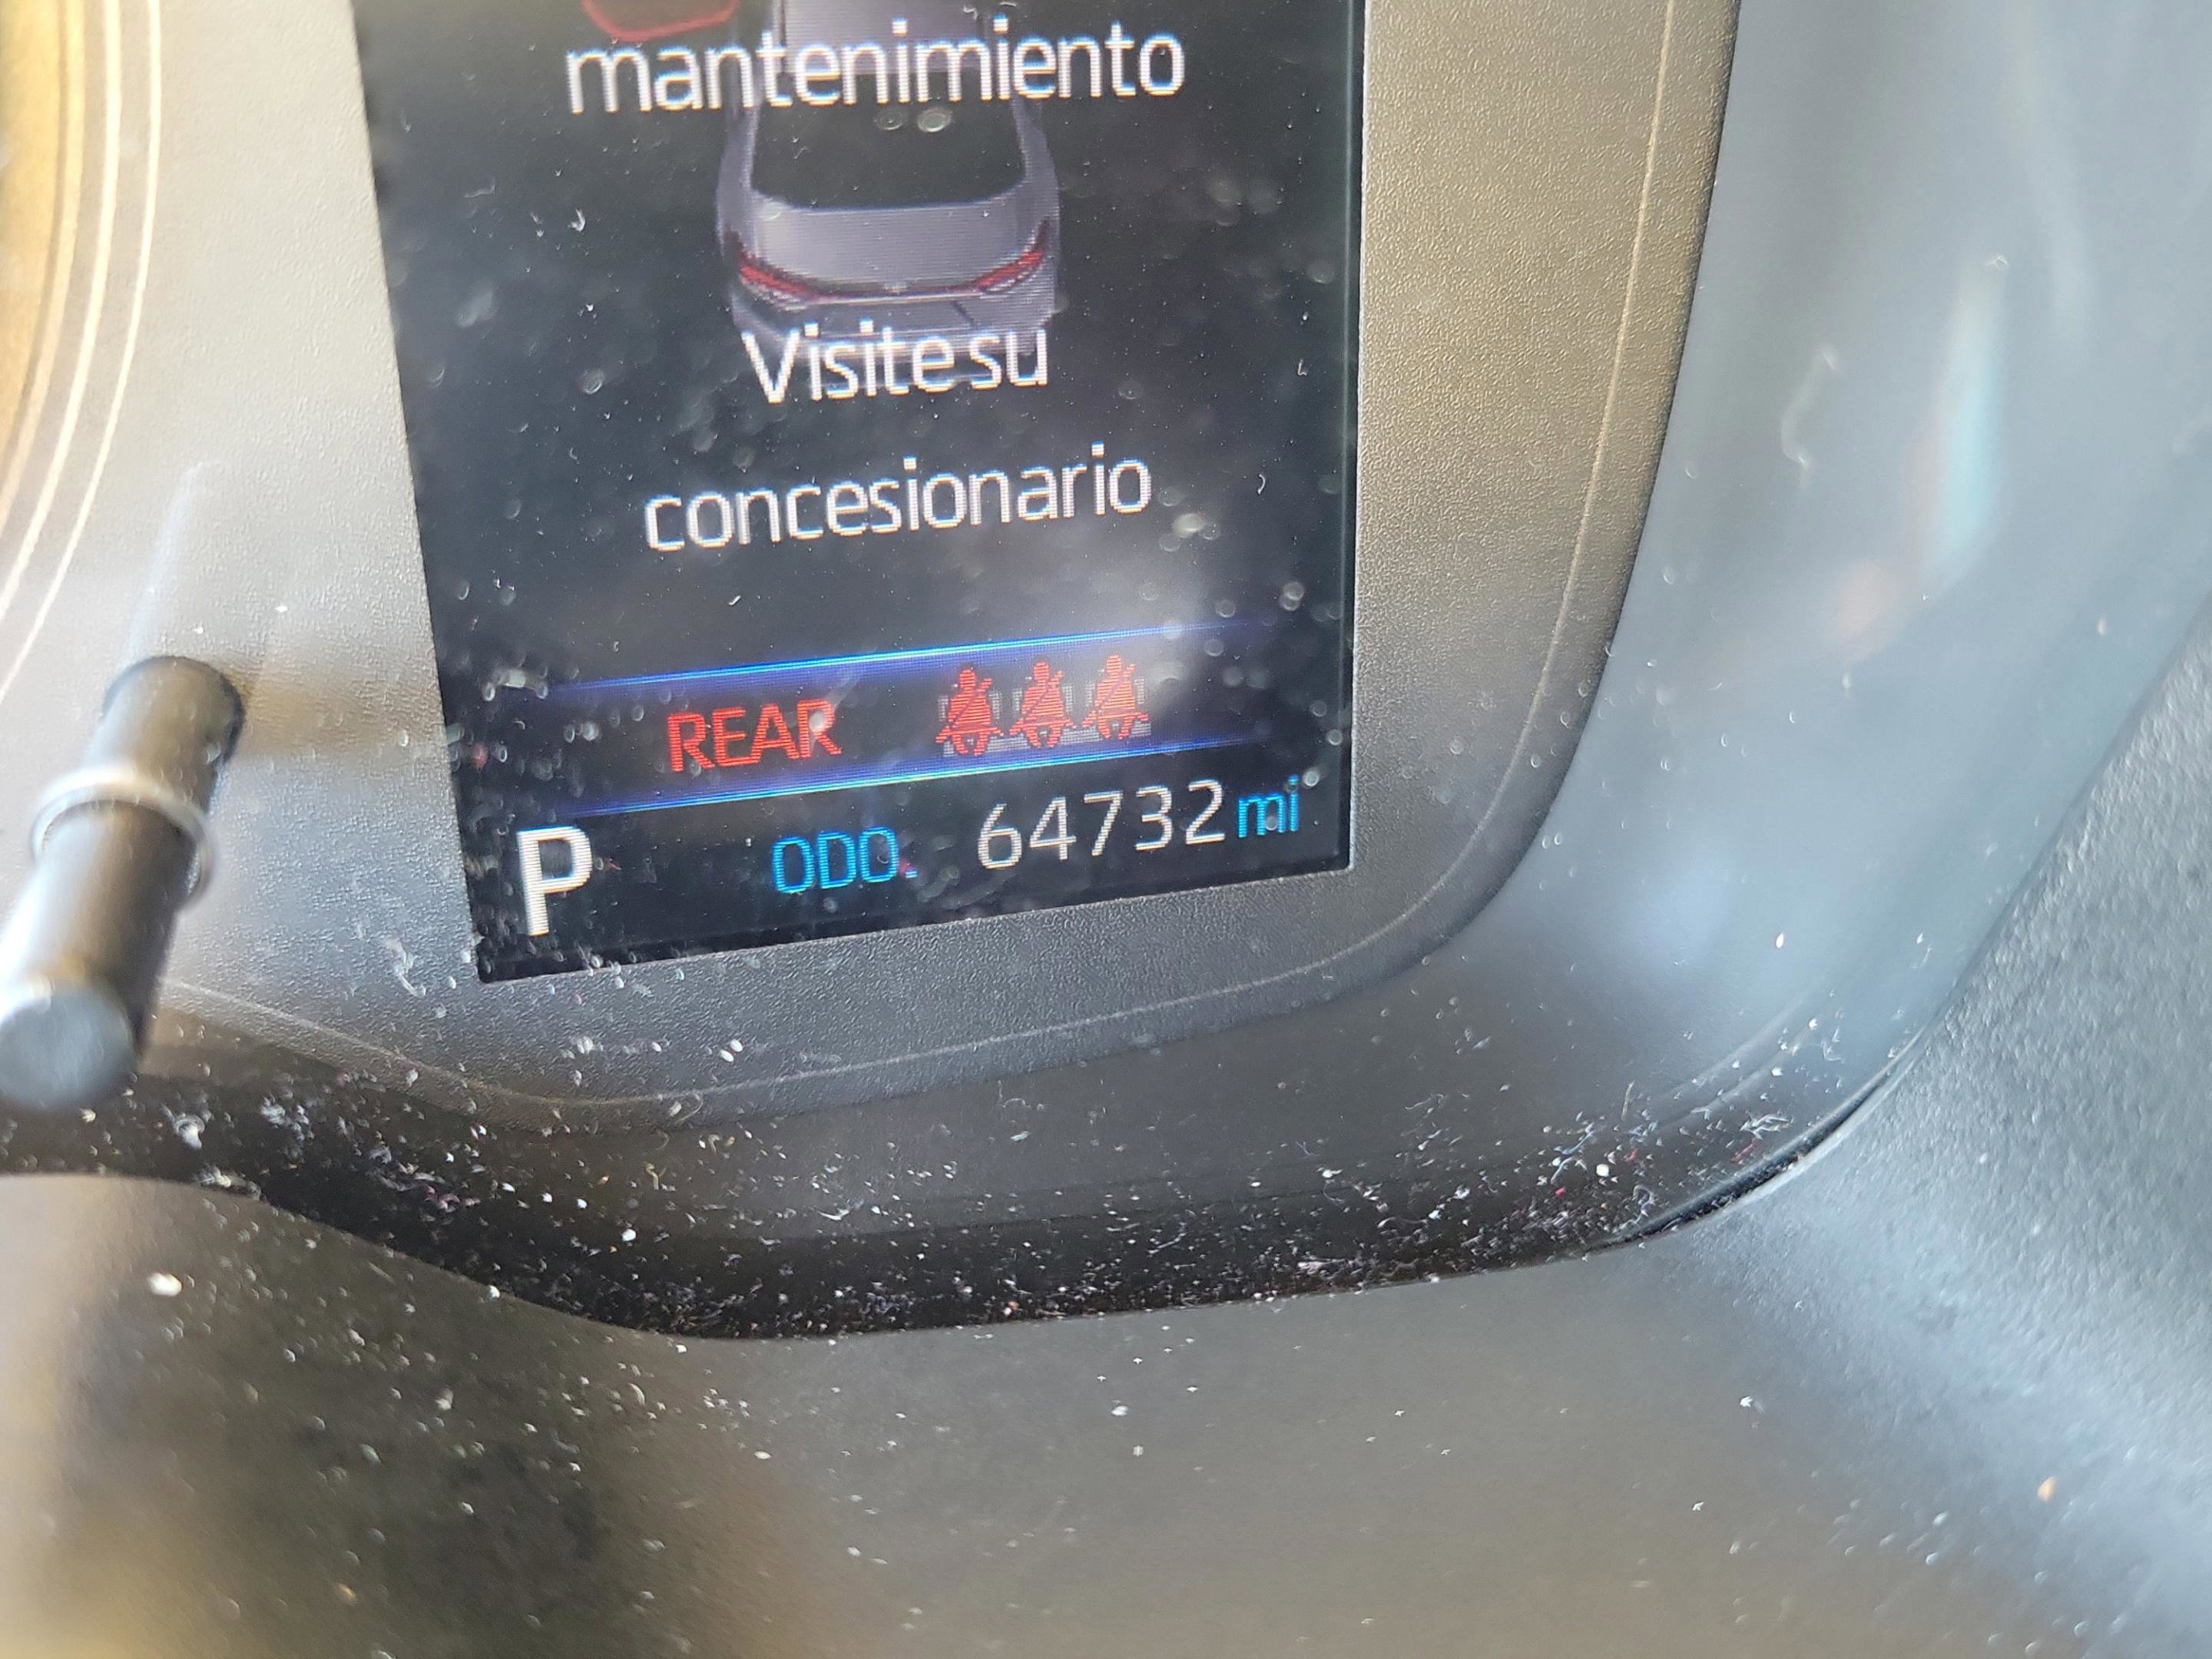 mantenimiento
Visite su
concesionario
REAR
P ODO. 64732 mi